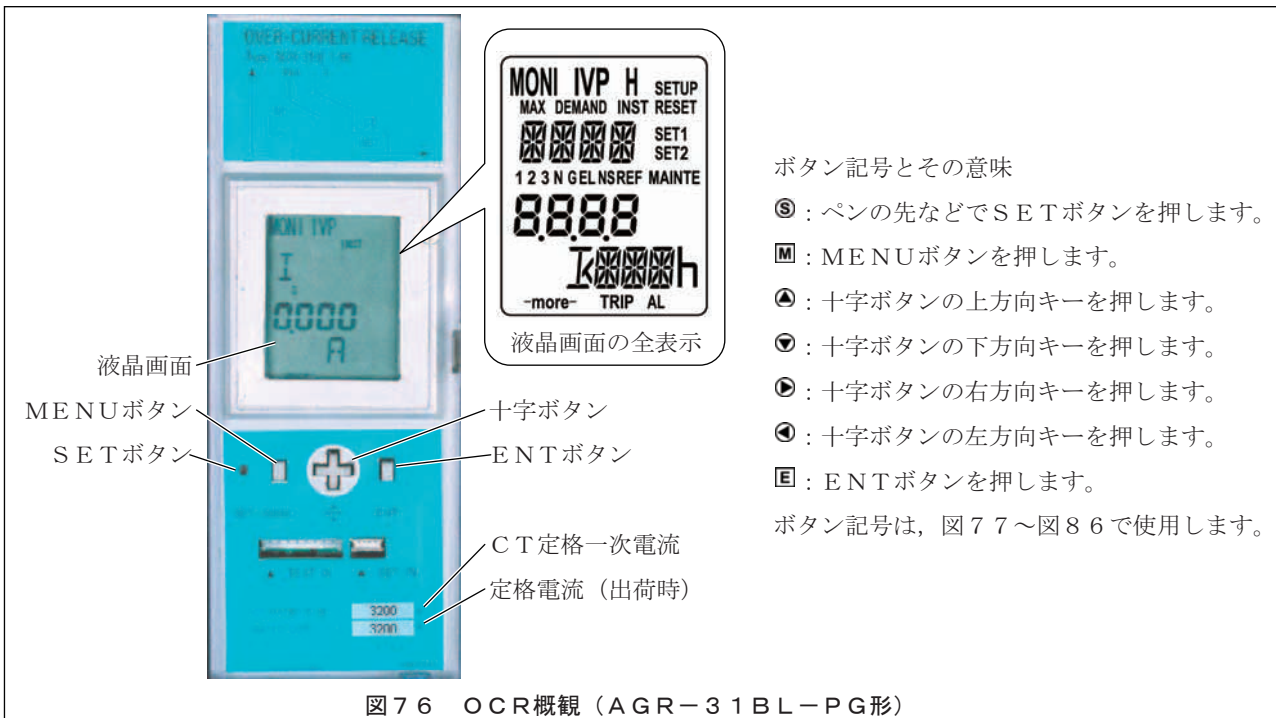 OVER-CURRENT RELEASE
MONI IVP
INST
I
0.000
A
MONI IVP H SETUP
MAX DEMAND INST RESET
SET1
SET2
1 2 3 N G E L N S R E F MAINTE
8.8.8.8
h
-more- TRIP AL
液晶画面の全表示
液晶画面
MENUボタン
SETボタン
十字ボタン
ENTボタン
CT定格一次電流
定格電流(出荷時)
3200
3200
ボタン記号とその意味
S:ペンの先などでSETボタンを押します。
M:MENUボタンを押します。
▲:十字ボタンの上方向キーを押します。
▼:十字ボタンの下方向キーを押します。
▶:十字ボタンの右方向キーを押します。
◀:十字ボタンの左方向キーを押します。
E:ENTボタンを押します。
ボタン記号は,図77~図86で使用します。
図76 OCR概観(AGR-31BL-PG形)